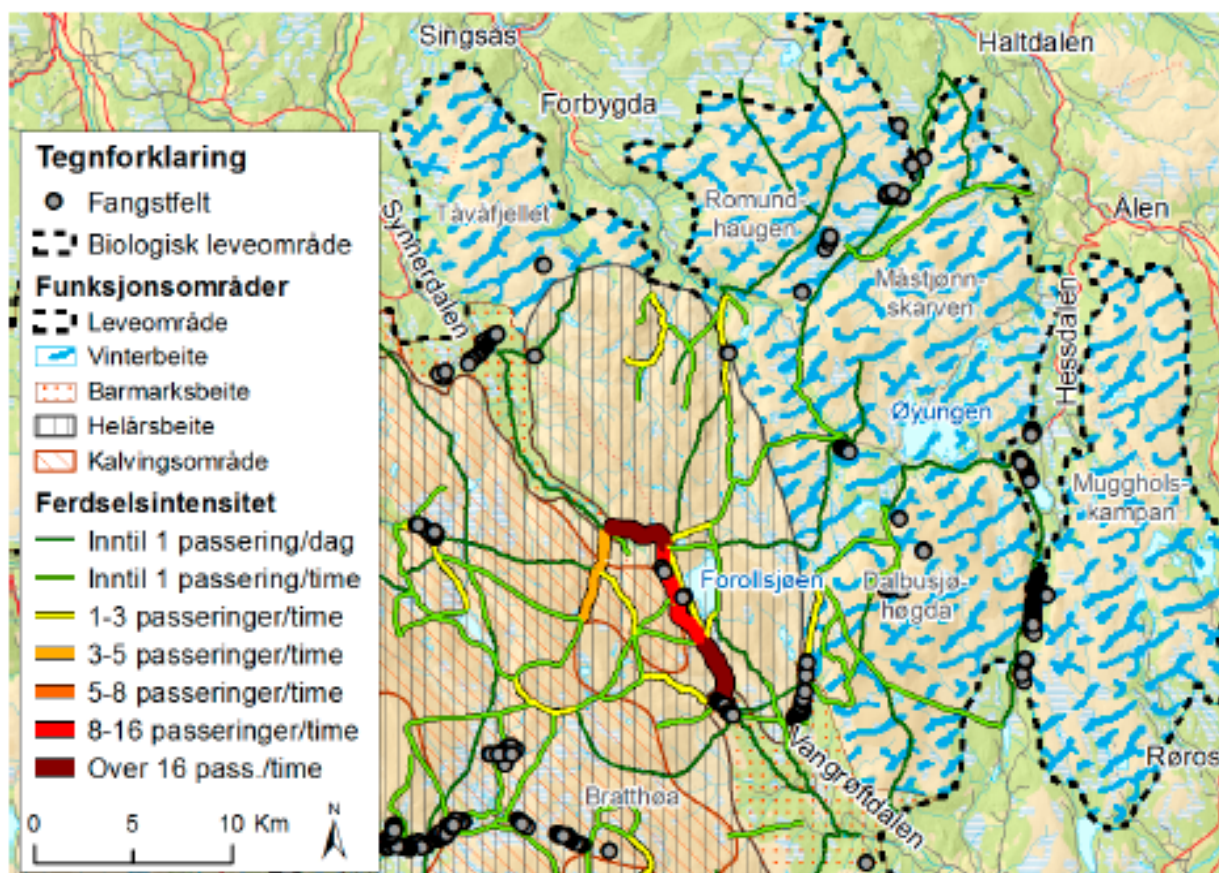 Singsås
Haltdalen
Forbygda
Ålen
Tegnforklaring
Fangstfelt
Biologisk leveområde
Funksjonsområder
Leveområde
Vinterbeite
Barmarksbeite
Helårsbeite
Kalvingsområde
Ferdselsintensitet
Inntil 1 passering/dag
Inntil 1 passering/time
1-3 passeringer/time
3-5 passeringer/time
5-8 passeringer/time
8-16 passeringer/time
Over 16 pass./time
0 5 10 Km
N
Synnerdalen
Tåvåfjellet
Romund-
haugen
Måstjønn-
skarven
Hessdalen
Øyungen
Mugghols-
kampan
Forollsjøen
Dalbusjø-
høgda
Vangrøftdalen
Bratthøa
Røros